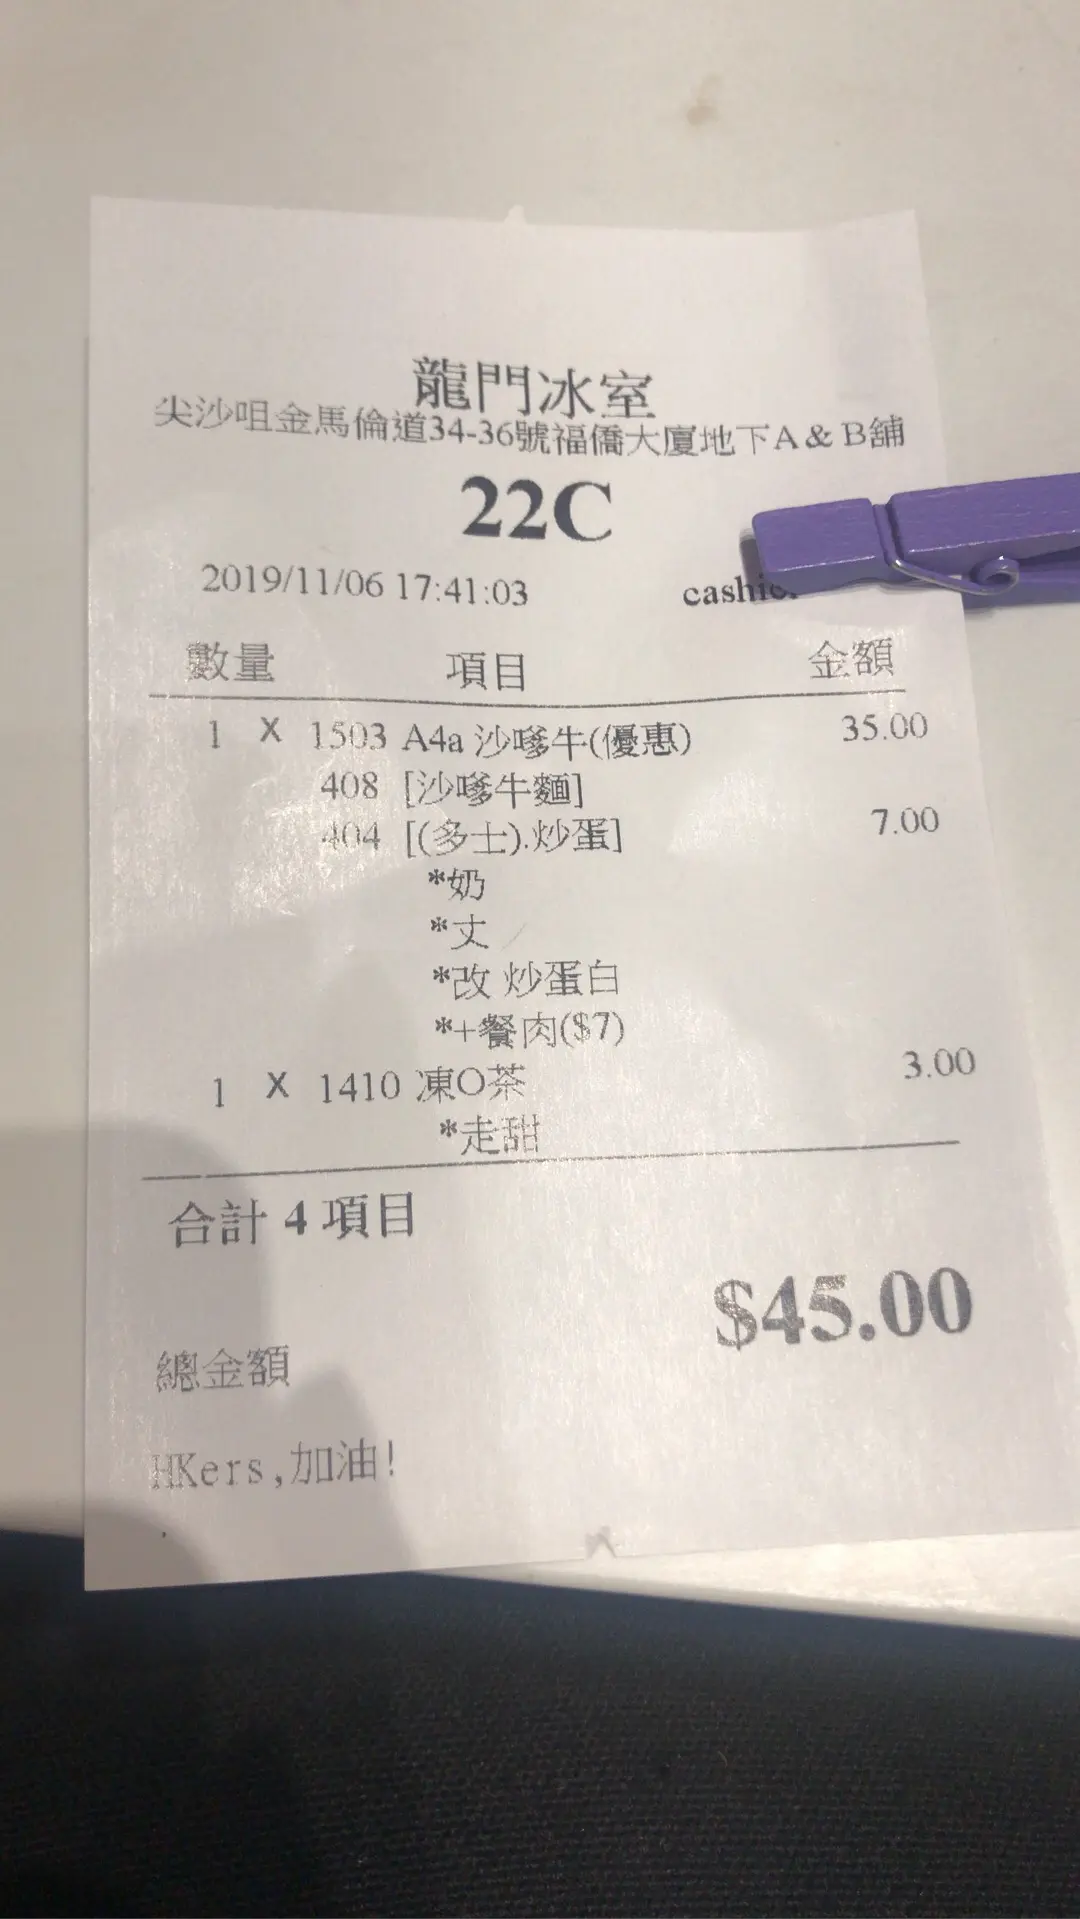 龍門冰室
尖沙咀金馬倫道34-36號福僑大廈地下A&B舖
22C
2019/11/06 17:41:03
數量 項目 金額
1 X 1503 A4a 沙嗲牛(優惠) 35.00
408 [沙嗲牛麵]
404 [(多士).炒蛋] 7.00
*奶
*丈
*改 炒蛋白
*+餐肉($7)
1 X 1410 凍O茶 3.00
*走甜
合計 4 項目
$45.00
總金額
HKers,加油!